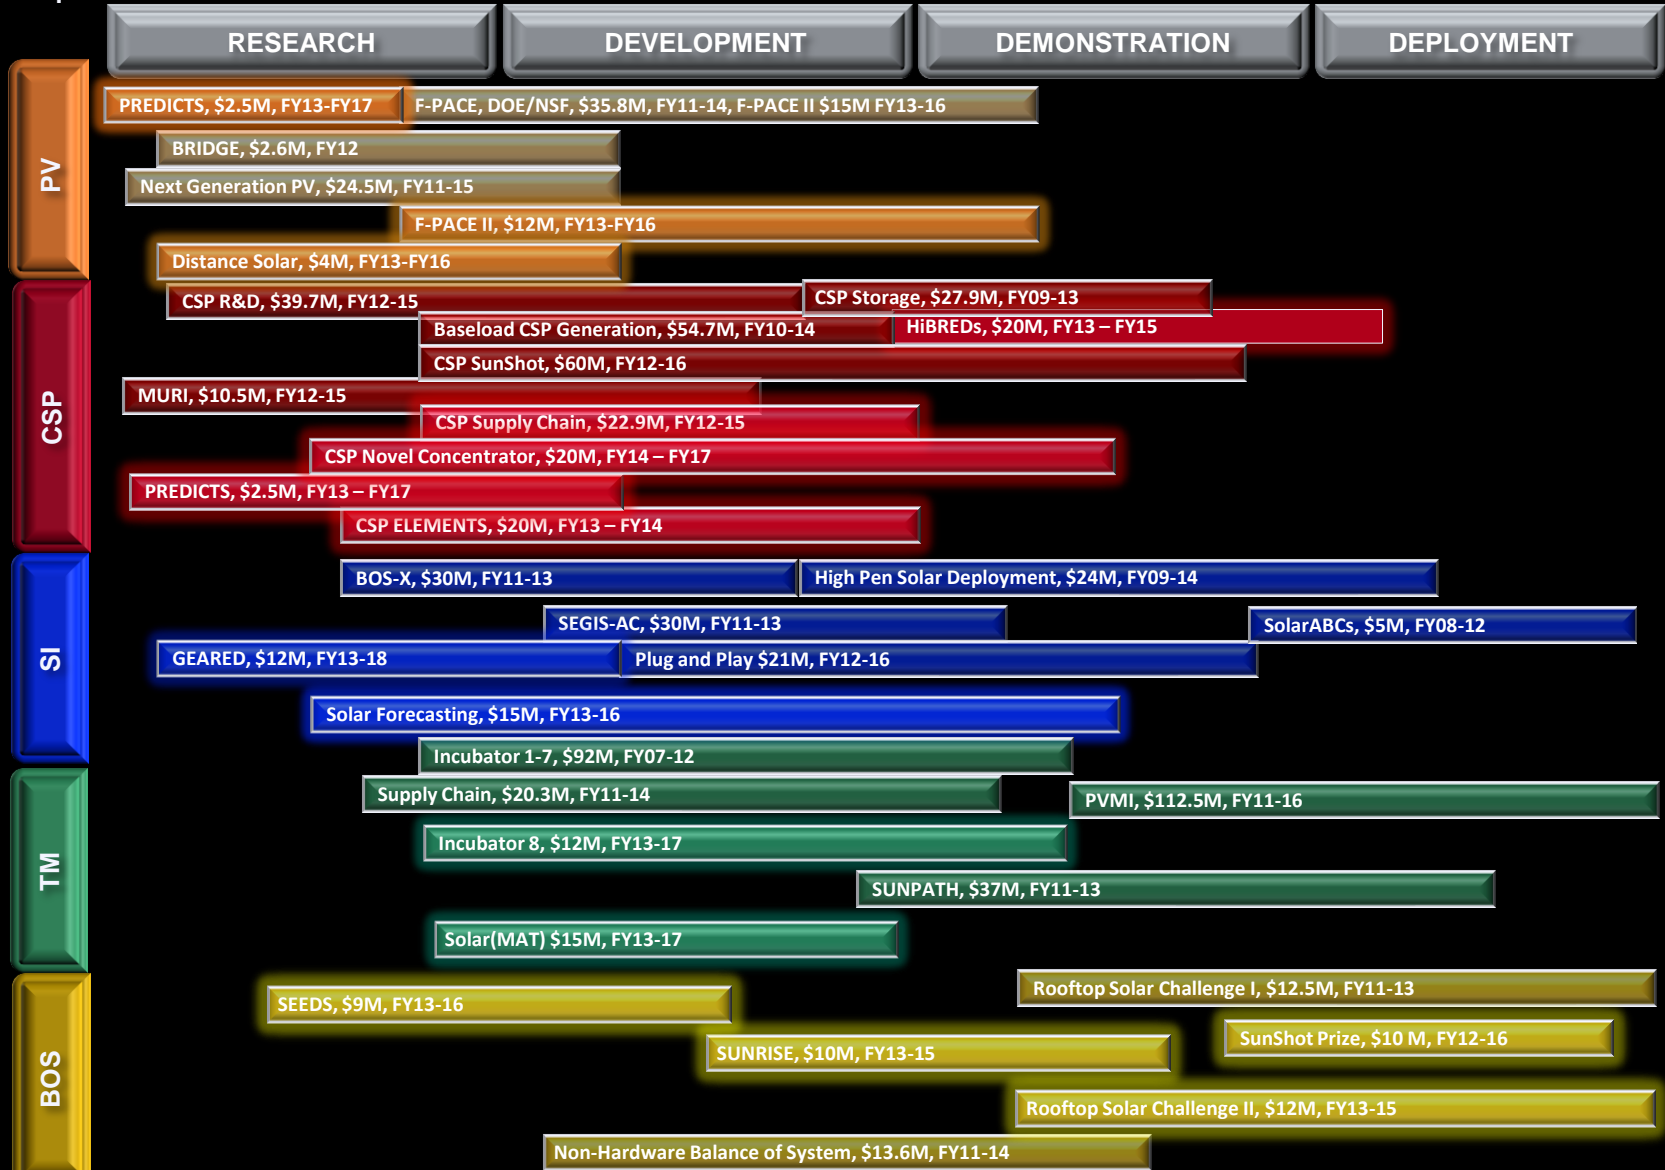 RESEARCH DEVELOPMENT DEMONSTRATION DEPLOYMENT
PV
PREDICTS, $2.5M, FY13-FY17 F-PACE, DOE/NSF, $35.8M, FY11-14, F-PACE II $15M FY13-16
BRIDGE, $2.6M, FY12
Next Generation PV, $24.5M, FY11-15
F-PACE II, $12M, FY13-FY16
Distance Solar, $4M, FY13-FY16
CSP
CSP R&D, $39.7M, FY12-15 CSP Storage, $27.9M, FY09-13
Baseload CSP Generation, $54.7M, FY10-14 HiBREDs, $20M, FY13 – FY15
CSP SunShot, $60M, FY12-16
MURI, $10.5M, FY12-15
CSP Supply Chain, $22.9M, FY12-15
CSP Novel Concentrator, $20M, FY14 – FY17
PREDICTS, $2.5M, FY13 – FY17
CSP ELEMENTS, $20M, FY13 – FY14
SI
BOS-X, $30M, FY11-13 High Pen Solar Deployment, $24M, FY09-14
SEGIS-AC, $30M, FY11-13 SolarABCs, $5M, FY08-12
GEARED, $12M, FY13-18 Plug and Play $21M, FY12-16
Solar Forecasting, $15M, FY13-16
TM
Incubator 1-7, $92M, FY07-12
Supply Chain, $20.3M, FY11-14 PVMI, $112.5M, FY11-16
Incubator 8, $12M, FY13-17
SUNPATH, $37M, FY11-13
Solar(MAT) $15M, FY13-17
BOS
SEEDS, $9M, FY13-16 Rooftop Solar Challenge I, $12.5M, FY11-13
SUNRISE, $10M, FY13-15 SunShot Prize, $10 M, FY12-16
Rooftop Solar Challenge II, $12M, FY13-15
Non-Hardware Balance of System, $13.6M, FY11-14